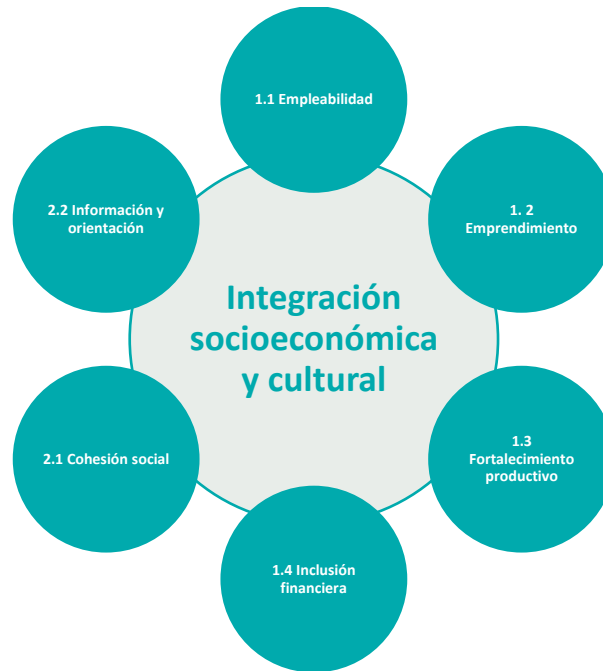 1.1 Empleabilidad
1. 2
Emprendimiento
1.3
Fortalecimiento
productivo
1.4 Inclusión
financiera
2.1 Cohesión social
2.2 Información y
orientación
Integración
socioeconómica
y cultural